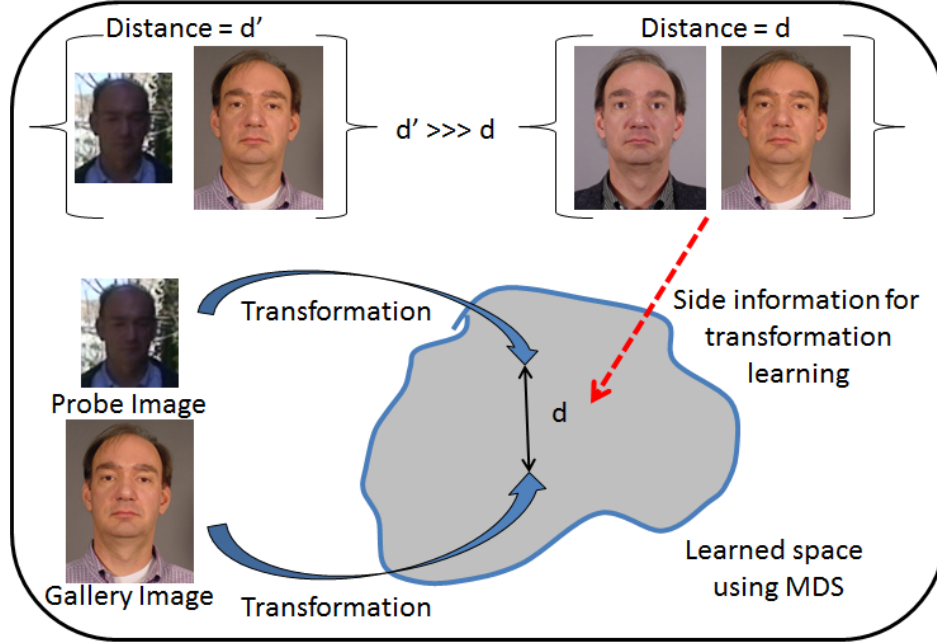 Distance = d’
Distance = d
d’ >>> d
Transformation
Side information for
transformation
learning
Probe Image
d
Learned space
using MDS
Gallery Image
Transformation